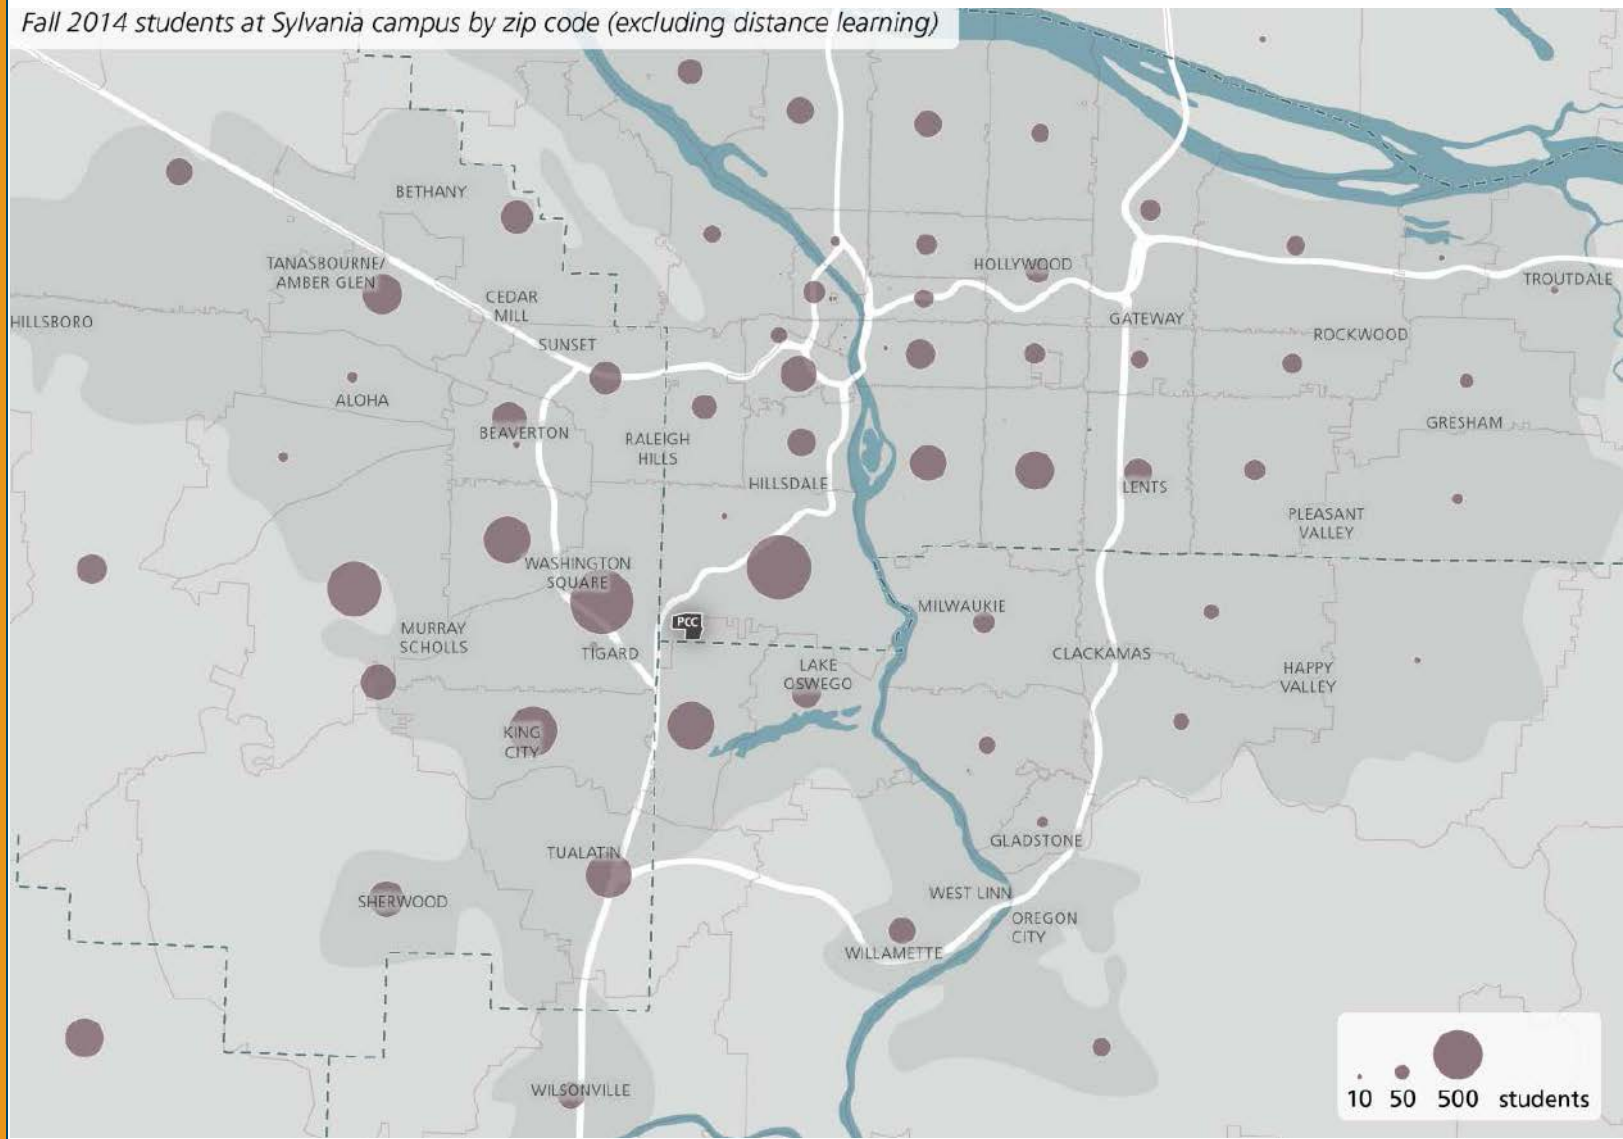 Fall 2014 students at Sylvania campus by zip code (excluding distance learning)
BETHANY
TANASBOURNE/
AMBER GLEN
CEDAR
MILL
HILLSBORO
SUNSET
ALOHA
BEAVERTON
RALEIGH
HILLS
HILLSDALE
HOLLYWOOD
GATEWAY
TROUTDALE
ROCKWOOD
GRESHAM
LENTS
PLEASANT
VALLEY
WASHINGTON
SQUARE
MURRAY
SCHOLLS
TIGARD
PCC
MILWAUKIE
LAKE
OSWEGO
CLACKAMAS
HAPPY
VALLEY
KING
CITY
TUALATIN
GLADSTONE
SHERWOOD
WEST LINN
OREGON
CITY
WILLAMETTE
WILSONVILLE
10 50 500 students